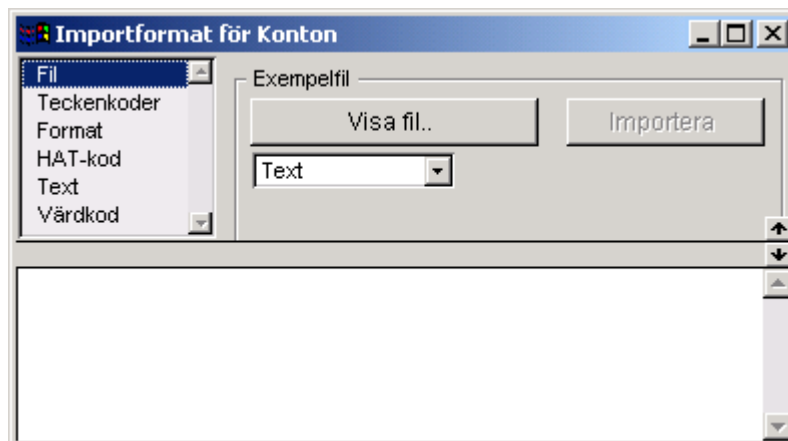 Importformat för Konton
Fil
Teckenkoder
Format
HAT-kod
Text
Värdkod
Exempelfil
Visa fil..
Importera
Text